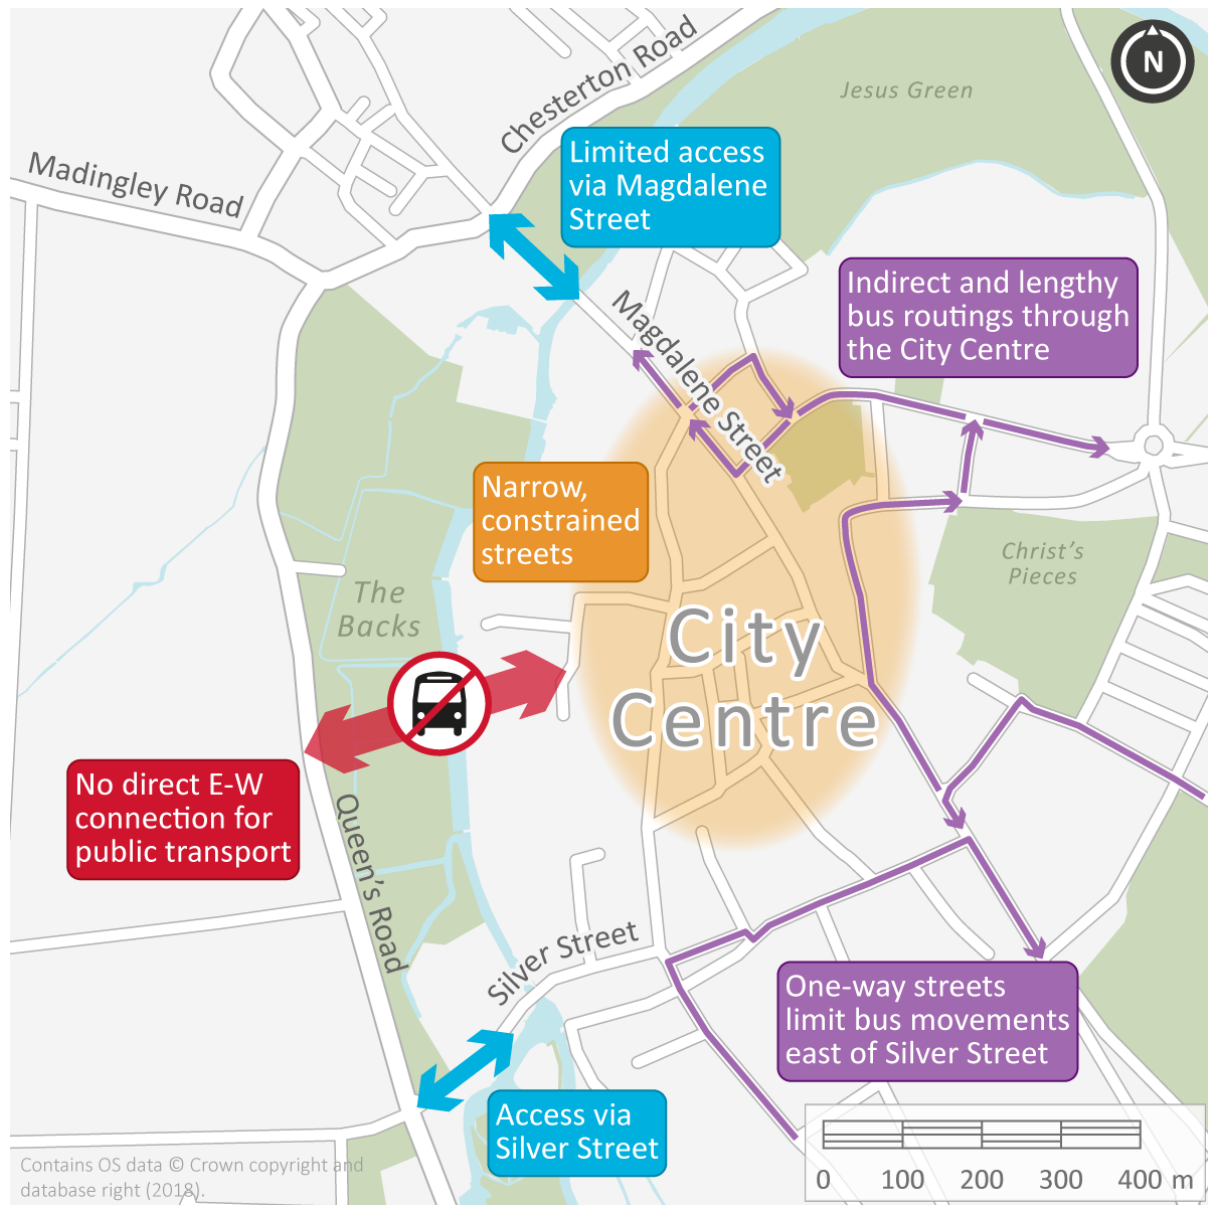 N
Jesus Green
Chesterton Road
Madingley Road
Limited access
via Magdalene
Street
Indirect and lengthy
bus routings through
the City Centre
Magdalene Street
Narrow,
constrained
streets
Christ's
Pieces
The
Backs
City
Centre
No direct E-W
connection for
public transport
Queen's Road
Silver Street
One-way streets
limit bus movements
east of Silver Street
Access via
Silver Street
Contains OS data © Crown copyright and
database right (2018).
0 100 200 300 400 m